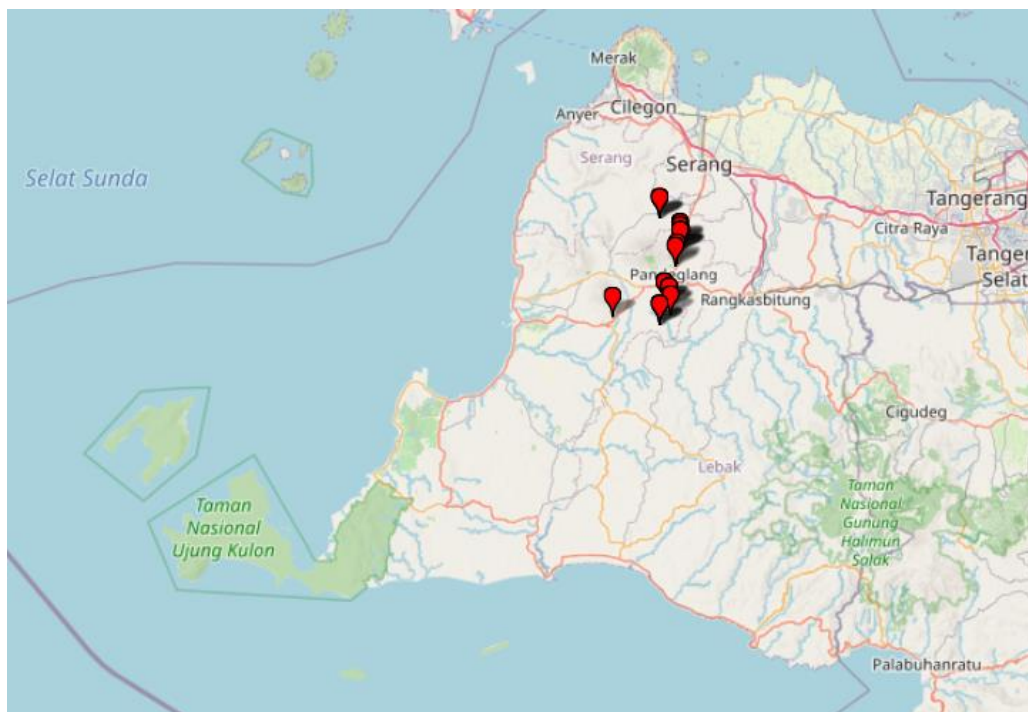 Merak
Cilegon
Anyer
Serang
Serang
Selat Sunda
Tangerang
Citra Raya
Tanger
Selat
Pandeglang
Rangkasbitung
Cigudeg
Lebak
Taman
Nasional
Gunung
Halimun
Salak
Taman
Nasional
Ujung Kulon
Palabuhanratu